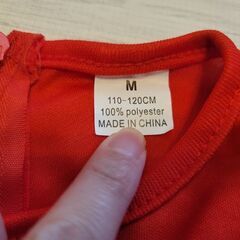 M
110-120CM
100% polyester
MADE IN CHINA